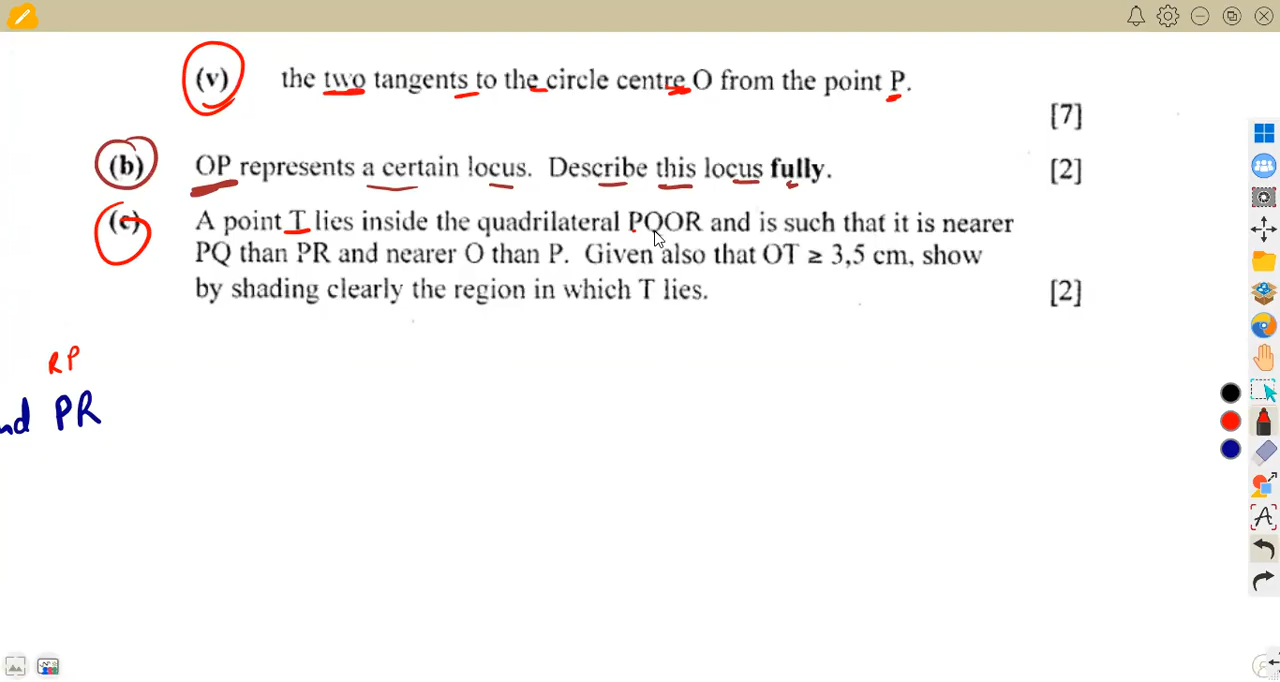 (v) the two tangents to the circle centre O from the point P.
[7]
(b) OP represents a certain locus. Describe this locus fully. [2]
(c) A point T lies inside the quadrilateral PQOR and is such that it is nearer
PQ than PR and nearer O than P. Given also that OT ≥ 3,5 cm, show
by shading clearly the region in which T lies. [2]
RP
nd PR